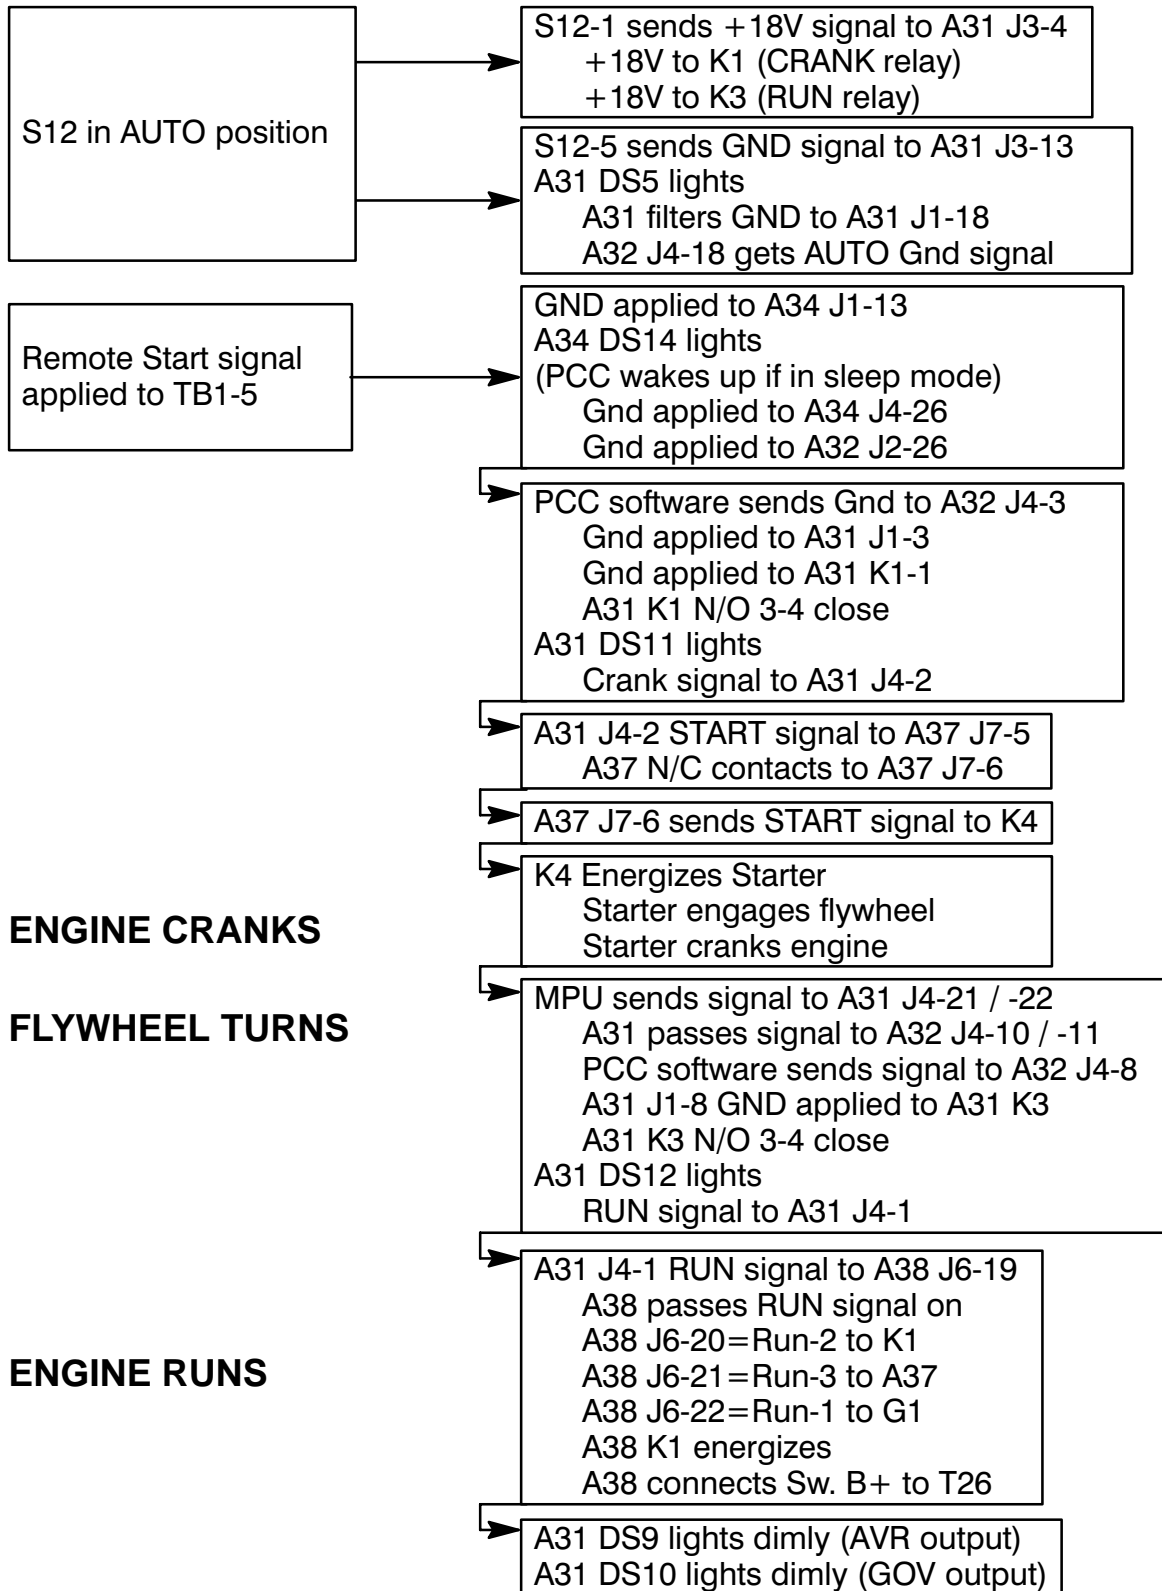 S12 in AUTO position
S12-1 sends +18V signal to A31 J3-4
+18V to K1 (CRANK relay)
+18V to K3 (RUN relay)
S12-5 sends GND signal to A31 J3-13
A31 DS5 lights
A31 filters GND to A31 J1-18
A32 J4-18 gets AUTO Gnd signal
Remote Start signal
applied to TB1-5
GND applied to A34 J1-13
A34 DS14 lights
(PCC wakes up if in sleep mode)
Gnd applied to A34 J4-26
Gnd applied to A32 J2-26
PCC software sends Gnd to A32 J4-3
Gnd applied to A31 J1-3
Gnd applied to A31 K1-1
A31 K1 N/O 3-4 close
A31 DS11 lights
Crank signal to A31 J4-2
A31 J4-2 START signal to A37 J7-5
A37 N/C contacts to A37 J7-6
A37 J7-6 sends START signal to K4
ENGINE CRANKS
K4 Energizes Starter
Starter engages flywheel
Starter cranks engine
FLYWHEEL TURNS
MPU sends signal to A31 J4-21 / -22
A31 passes signal to A32 J4-10 / -11
PCC software sends signal to A32 J4-8
A31 J1-8 GND applied to A31 K3
A31 K3 N/O 3-4 close
A31 DS12 lights
RUN signal to A31 J4-1
ENGINE RUNS
A31 J4-1 RUN signal to A38 J6-19
A38 passes RUN signal on
A38 J6-20=Run-2 to K1
A38 J6-21=Run-3 to A37
A38 J6-22=Run-1 to G1
A38 K1 energizes
A38 connects Sw. B+ to T26
A31 DS9 lights dimly (AVR output)
A31 DS10 lights dimly (GOV output)